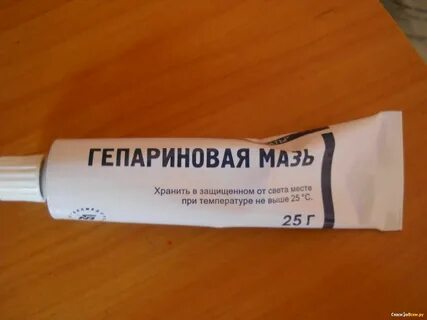 ГЕПАРИНОВАЯ МАЗЬ
Хранить в защищенном от света месте
при температуре не выше 25 °С.
25 Г